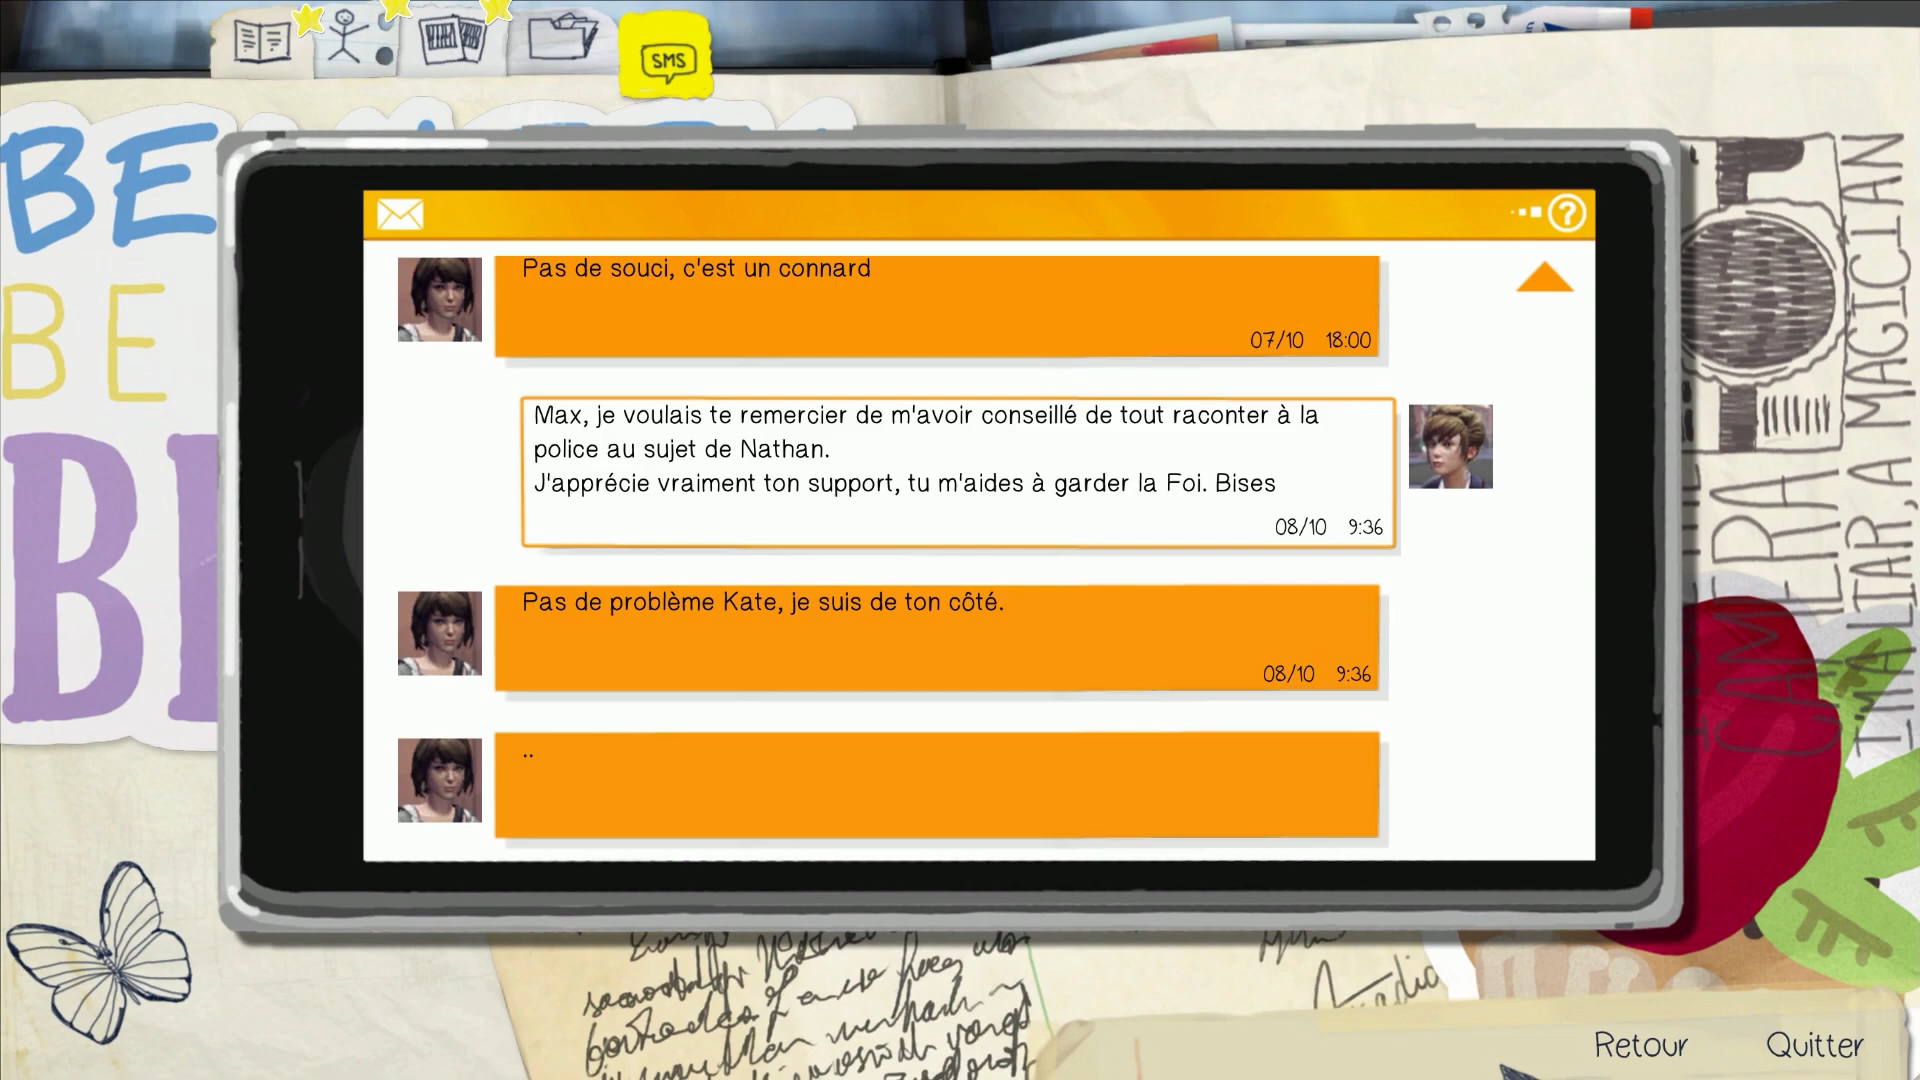 SMS
BE
BE
Pas de souci, c'est un connard
07/10 18:00
Max, je voulais te remercier de m'avoir conseillé de tout raconter à la
police au sujet de Nathan.
J'apprécie vraiment ton support, tu m'aides à garder la Foi. Bises
08/10 9:36
Pas de problème Kate, je suis de ton côté.
08/10 9:36
..
CAMERA
A MAGICIAN
Retour
Quitter